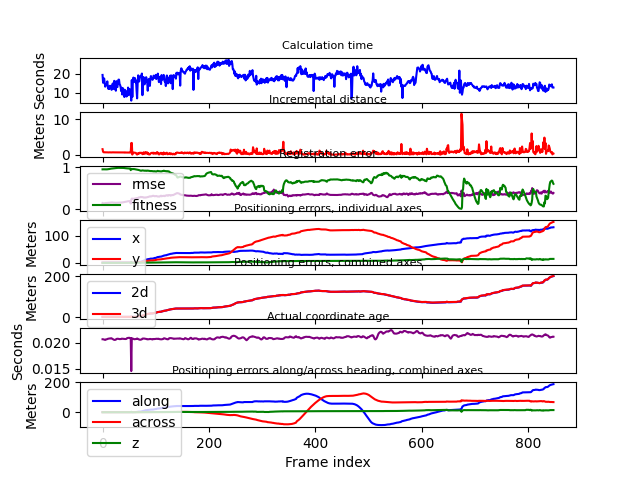 Calculation time
Seconds
20
10
Incremental distance
Meters
10
0
Registration error
1
0
rmse
fitness
Positioning errors, individual axes
Meters
100
0
x
y
Positioning errors, combined axes
Meters
200
0
2d
3d
Actual coordinate age
Seconds
0.020
0.015
Positioning errors along/across heading, combined axes
Meters
200
0
along
across
z
0 200 400 600 800
Frame index